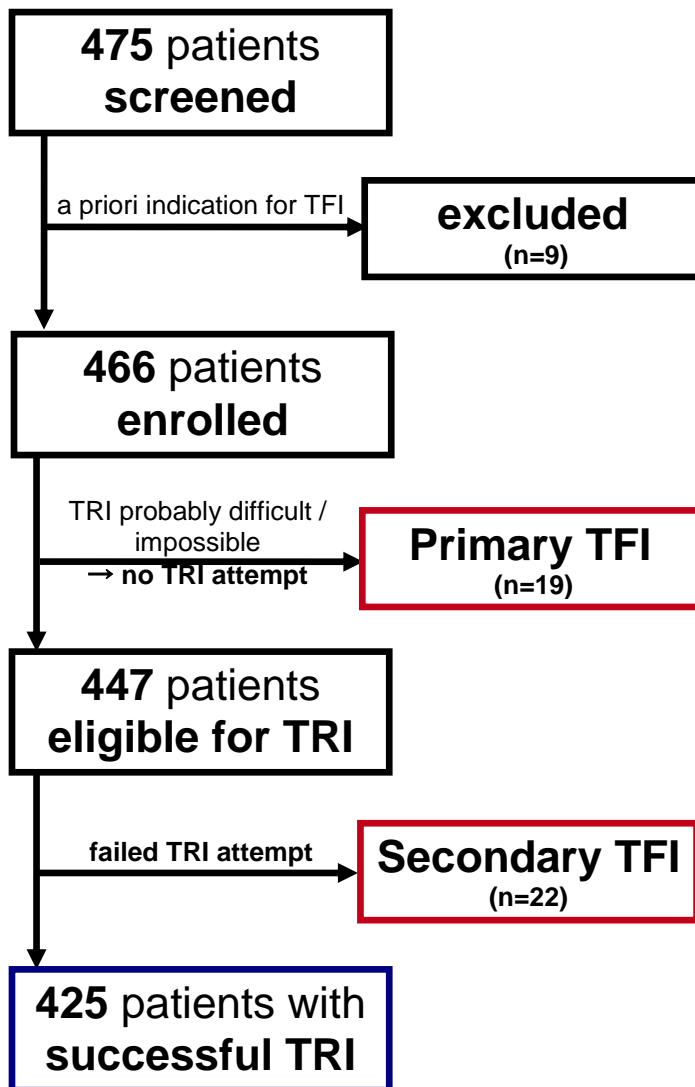 475 patients
screened
a priori indication for TFI
excluded
(n=9)
466 patients
enrolled
TRI probably difficult /
impossible
→ no TRI attempt
Primary TFI
(n=19)
447 patients
eligible for TRI
failed TRI attempt
Secondary TFI
(n=22)
425 patients with
successful TRI